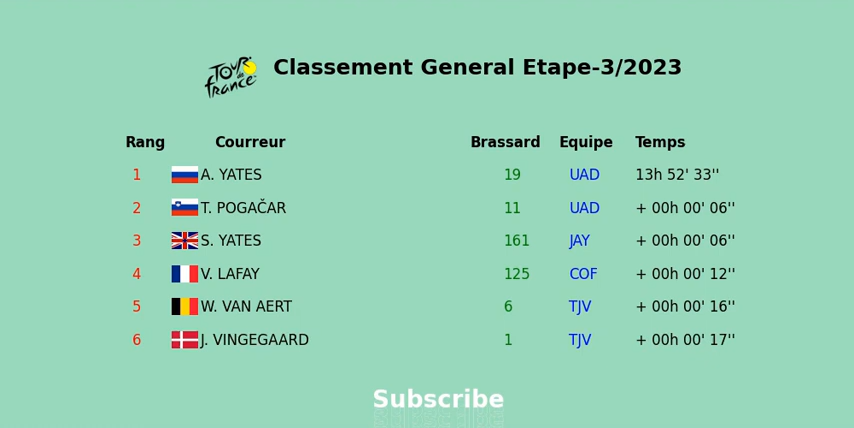 TOUR de france Classement General Etape-3/2023
Rang Courreur Brassard Equipe Temps
1 A. YATES 19 UAD 13h 52' 33''
2 T. POGAČAR 11 UAD + 00h 00' 06''
3 S. YATES 161 JAY + 00h 00' 06''
4 V. LAFAY 125 COF + 00h 00' 12''
5 W. VAN AERT 6 TJV + 00h 00' 16''
6 J. VINGEGAARD 1 TJV + 00h 00' 17''
Subscribe